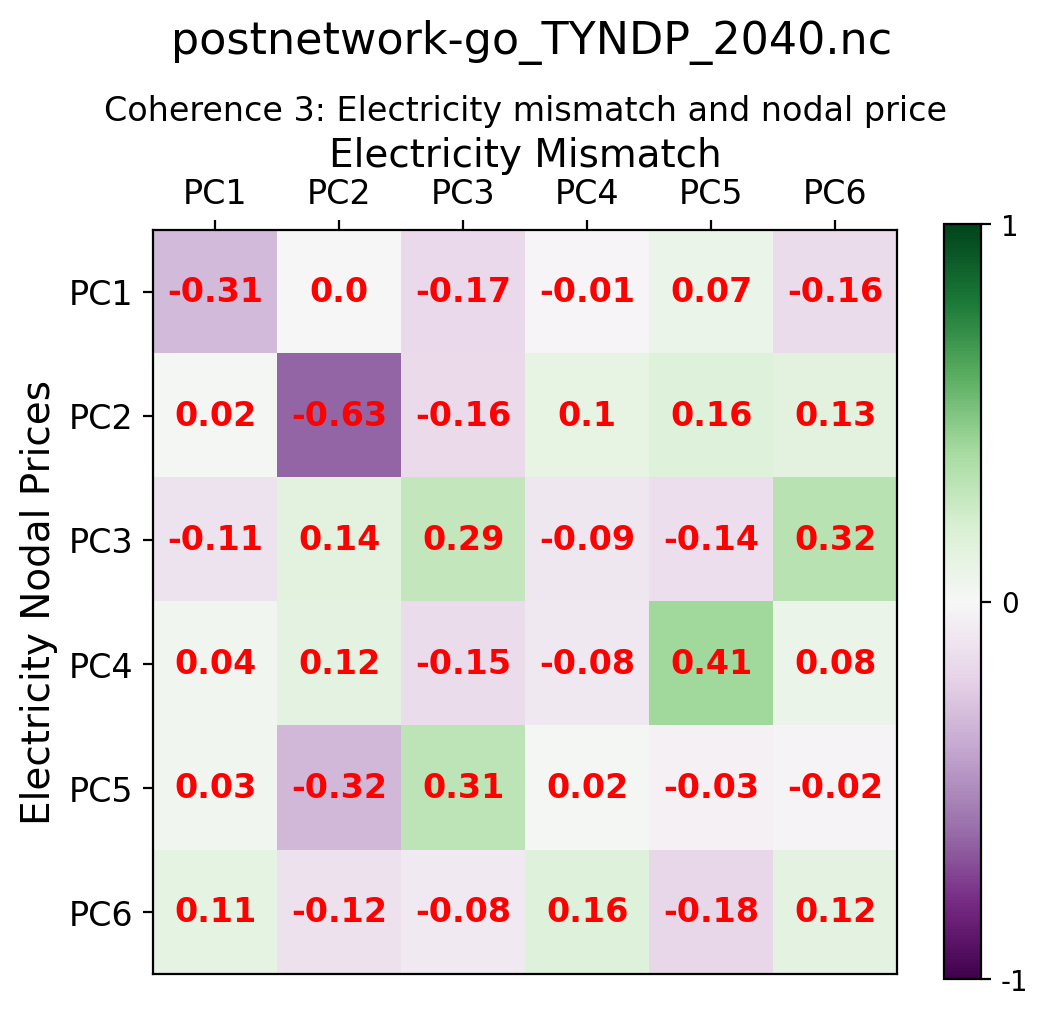 postnetwork-go_TYNDP_2040.nc
Coherence 3: Electricity mismatch and nodal price
Electricity Mismatch
PC1 PC2 PC3 PC4 PC5 PC6
Electricity Nodal Prices
PC1 -0.31 0.0 -0.17 -0.01 0.07 -0.16
PC2 0.02 -0.63 -0.16 0.1 0.16 0.13
PC3 -0.11 0.14 0.29 -0.09 -0.14 0.32
PC4 0.04 0.12 -0.15 -0.08 0.41 0.08
PC5 0.03 -0.32 0.31 0.02 -0.03 -0.02
PC6 0.11 -0.12 -0.08 0.16 -0.18 0.12
1
0
-1